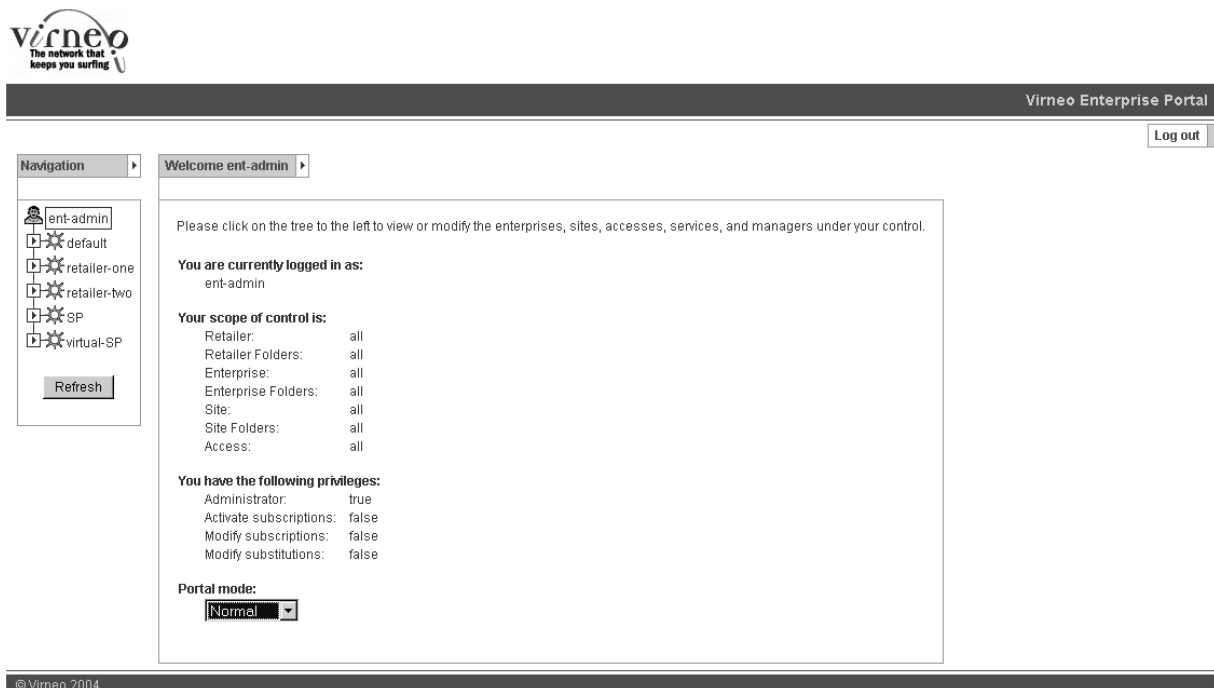 Virneo
The network that
keeps you surfing
Virneo Enterprise Portal
Log out
Navigation
Welcome ent-admin
ent-admin
default
retailer-one
retailer-two
SP
virtual-SP
Refresh
Please click on the tree to the left to view or modify the enterprises, sites, accesses, services, and managers under your control.
You are currently logged in as:
ent-admin
Your scope of control is:
Retailer: all
Retailer Folders: all
Enterprise: all
Enterprise Folders: all
Site: all
Site Folders: all
Access: all
You have the following privileges:
Administrator: true
Activate subscriptions: false
Modify subscriptions: false
Modify substitutions: false
Portal mode:
Normal
© Virneo 2004